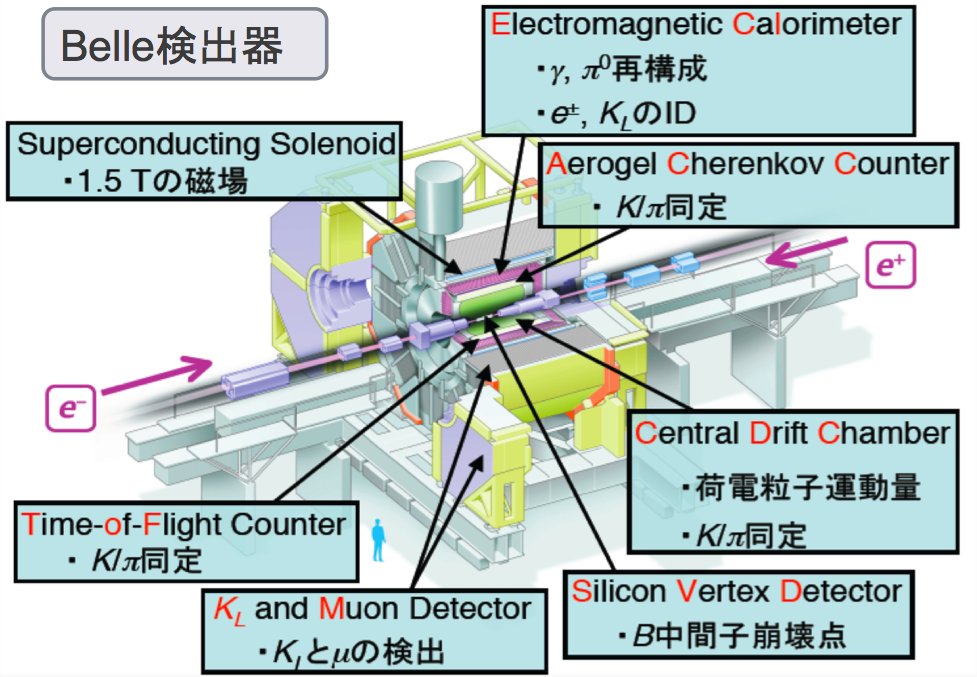 Belle検出器
Electromagnetic Calorimeter
・γ, π⁰再構成
・e±, K_LのID
Superconducting Solenoid
・1.5 Tの磁場
Aerogel Cherenkov Counter
・K/π同定
e⁺
e⁻
Central Drift Chamber
・荷電粒子運動量
・K/π同定
Time-of-Flight Counter
・K/π同定
K_L and Muon Detector
・K_Lとμの検出
Silicon Vertex Detector
・B中間子崩壊点